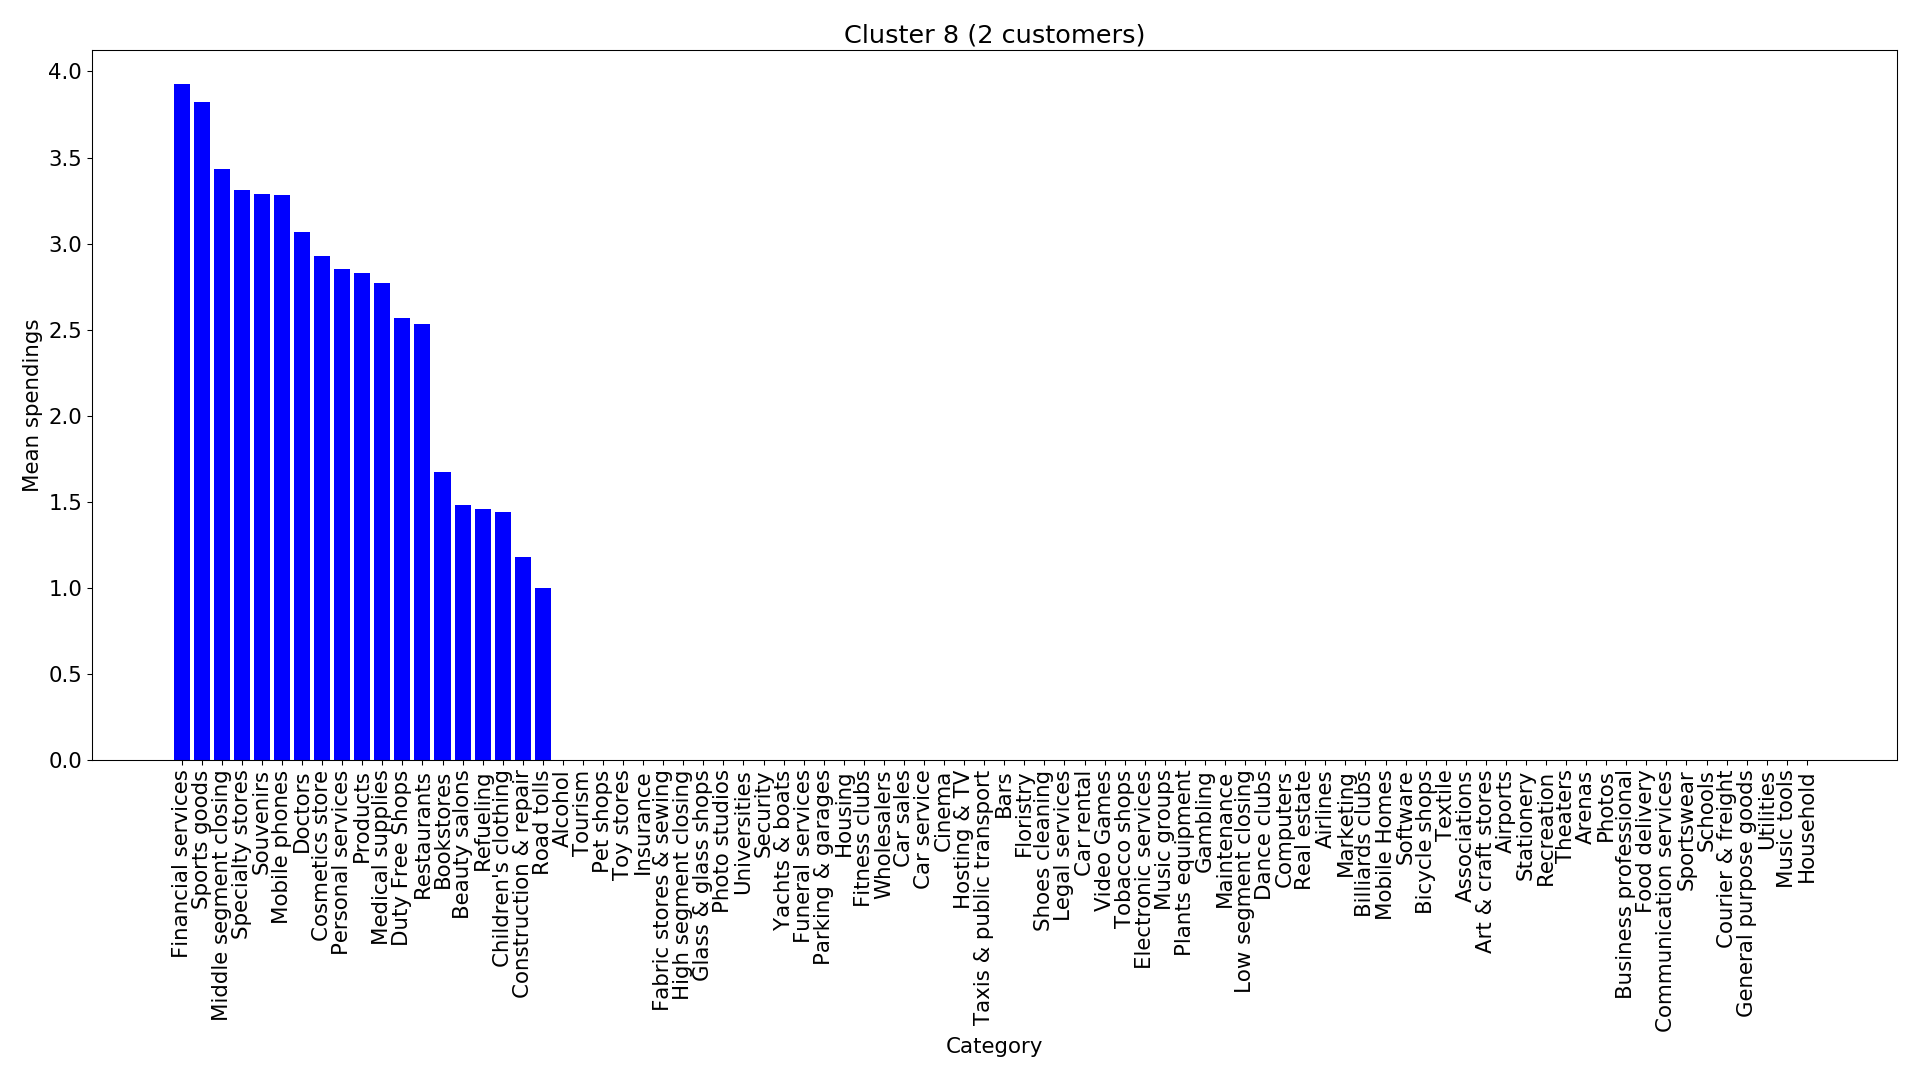 Cluster 8 (2 customers)
Mean spendings
4.0
3.5
3.0
2.5
2.0
1.5
1.0
0.5
0.0
Financial services
Sports goods
Middle segment closing
Specialty stores
Souvenirs
Mobile phones
Doctors
Cosmetics store
Personal services
Products
Medical supplies
Duty Free Shops
Restaurants
Bookstores
Beauty salons
Refueling
Children's clothing
Construction & repair
Road tolls
Alcohol
Tourism
Pet shops
Toy stores
Insurance
Fabric stores & sewing
High segment closing
Glass & glass shops
Photo studios
Universities
Security
Yachts & boats
Funeral services
Parking & garages
Housing
Fitness clubs
Wholesalers
Car sales
Car service
Cinema
Hosting & TV
Taxis & public transport
Bars
Floristry
Shoes cleaning
Legal services
Car rental
Video Games
Tobacco shops
Electronic services
Music groups
Plants equipment
Gambling
Maintenance
Low segment closing
Dance clubs
Computers
Real estate
Airlines
Marketing
Billiards clubs
Mobile Homes
Software
Bicycle shops
Textile
Associations
Art & craft stores
Airports
Stationery
Recreation
Theaters
Arenas
Photos
Business professional
Food delivery
Communication services
Sportswear
Schools
Courier & freight
General purpose goods
Utilities
Music tools
Household
Category